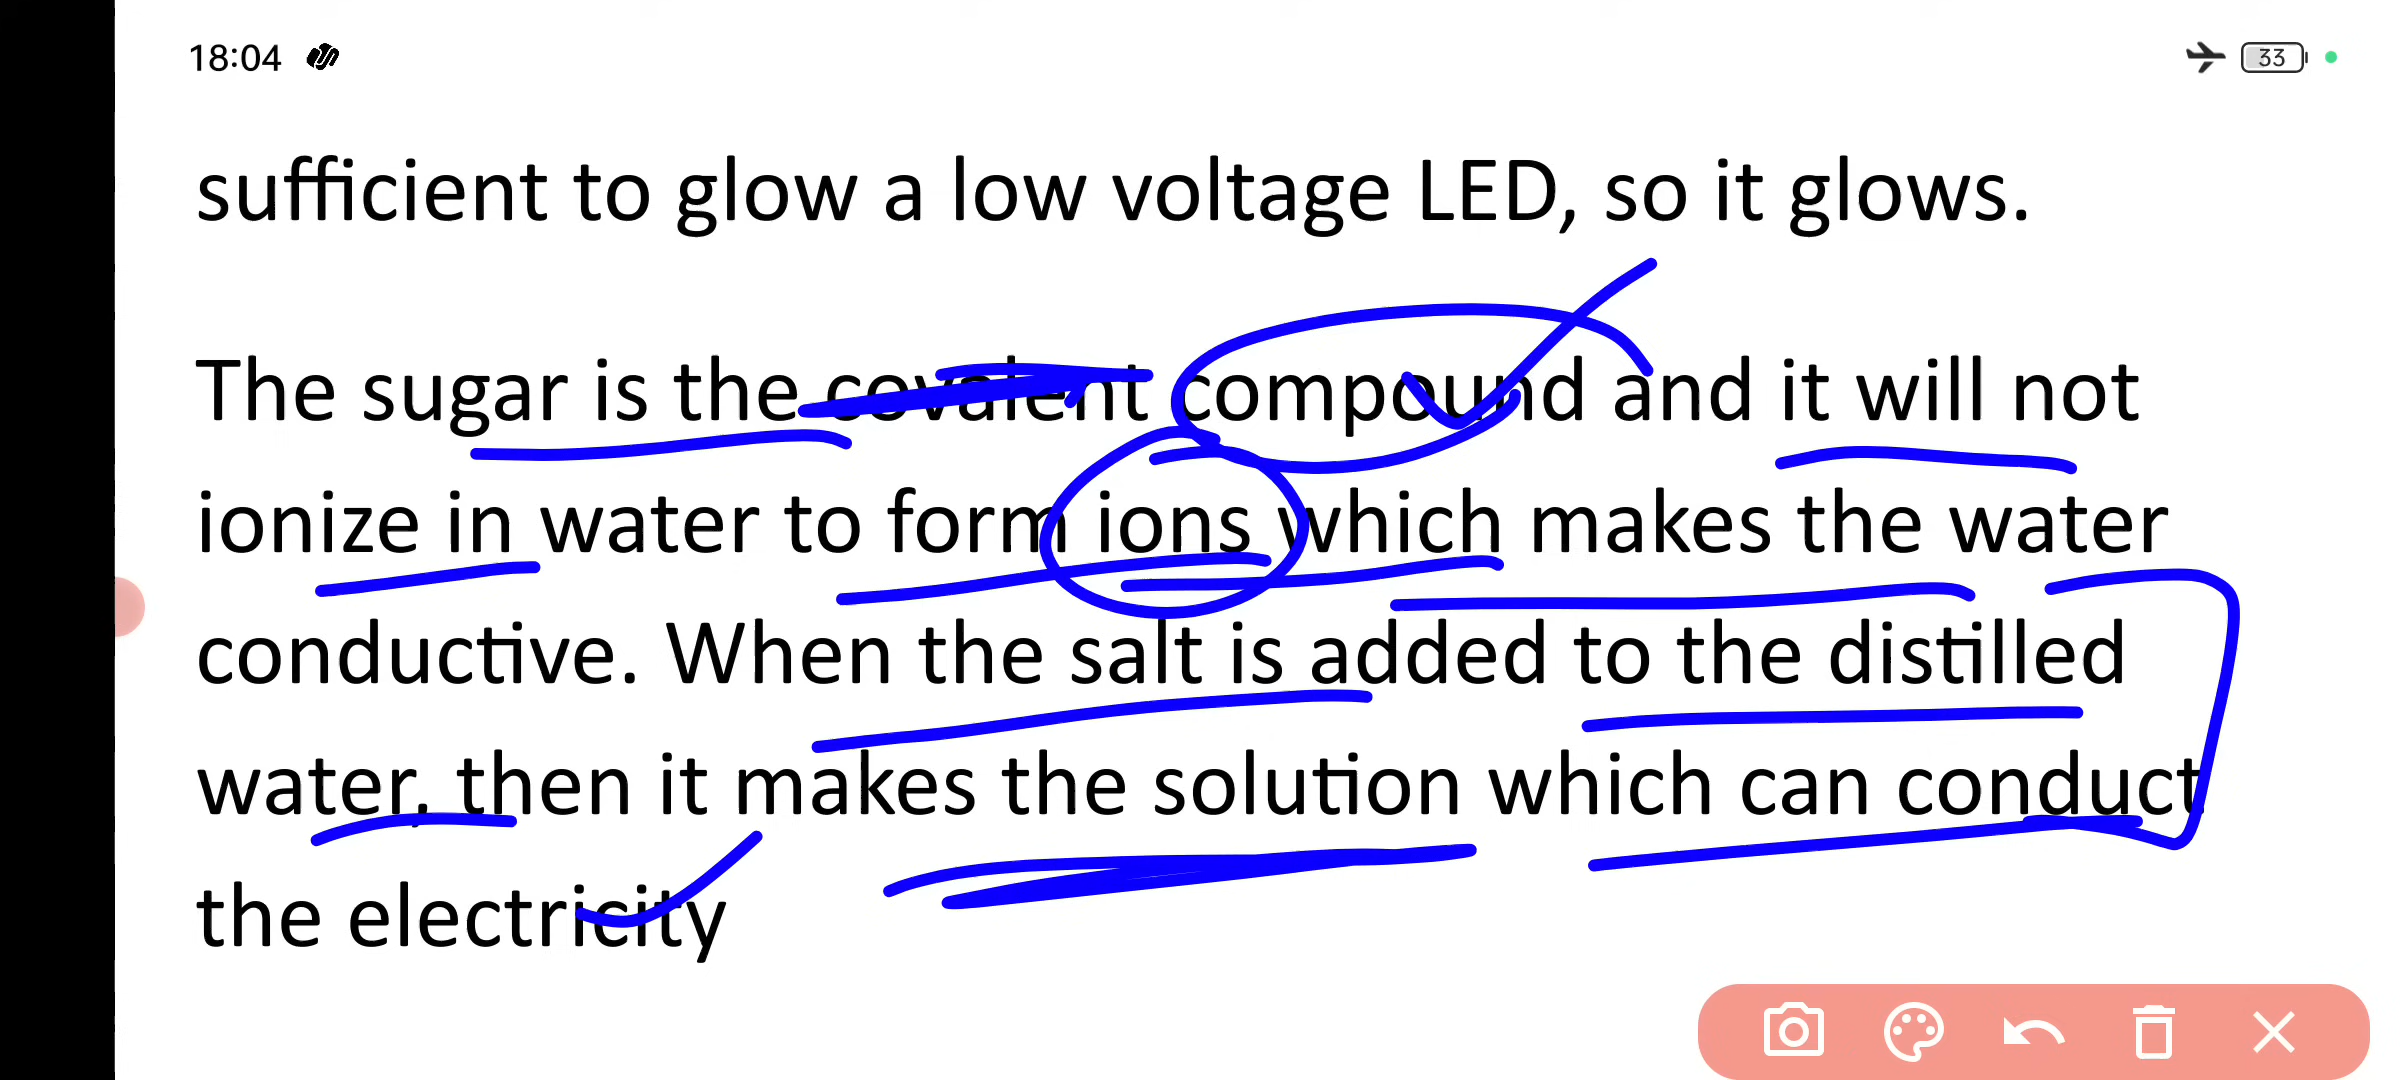 18:04
33
sufficient to glow a low voltage LED, so it glows.
The sugar is the covalent compound and it will not
ionize in water to form ions which makes the water
conductive. When the salt is added to the distilled
water, then it makes the solution which can conduct
the electricity